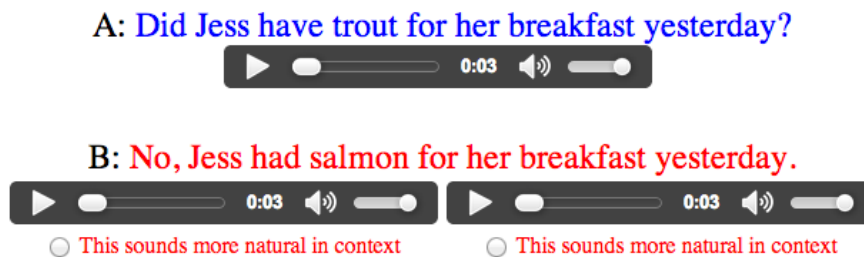 A: Did Jess have trout for her breakfast yesterday?
0:03
B: No, Jess had salmon for her breakfast yesterday.
0:03 0:03
This sounds more natural in context This sounds more natural in context